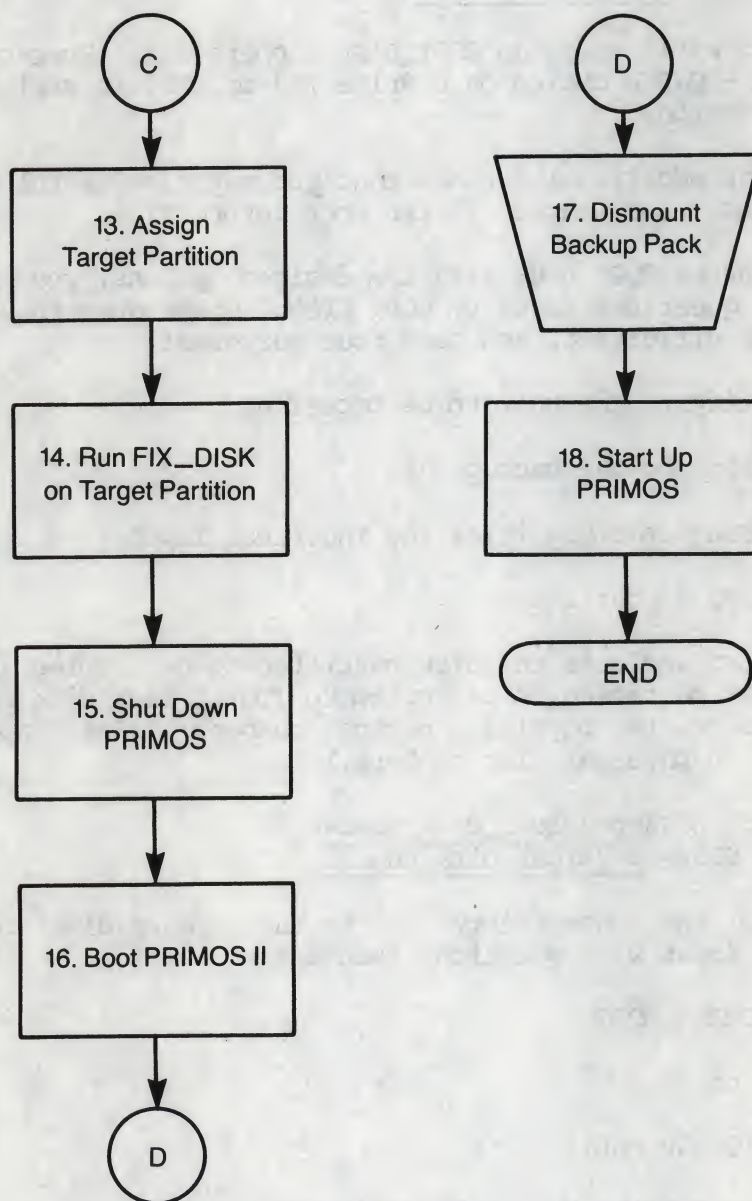 C
13. Assign
Target Partition
14. Run FIX_DISK
on Target Partition
15. Shut Down
PRIMOS
16. Boot PRIMOS II
D
D
17. Dismount
Backup Pack
18. Start Up
PRIMOS
END